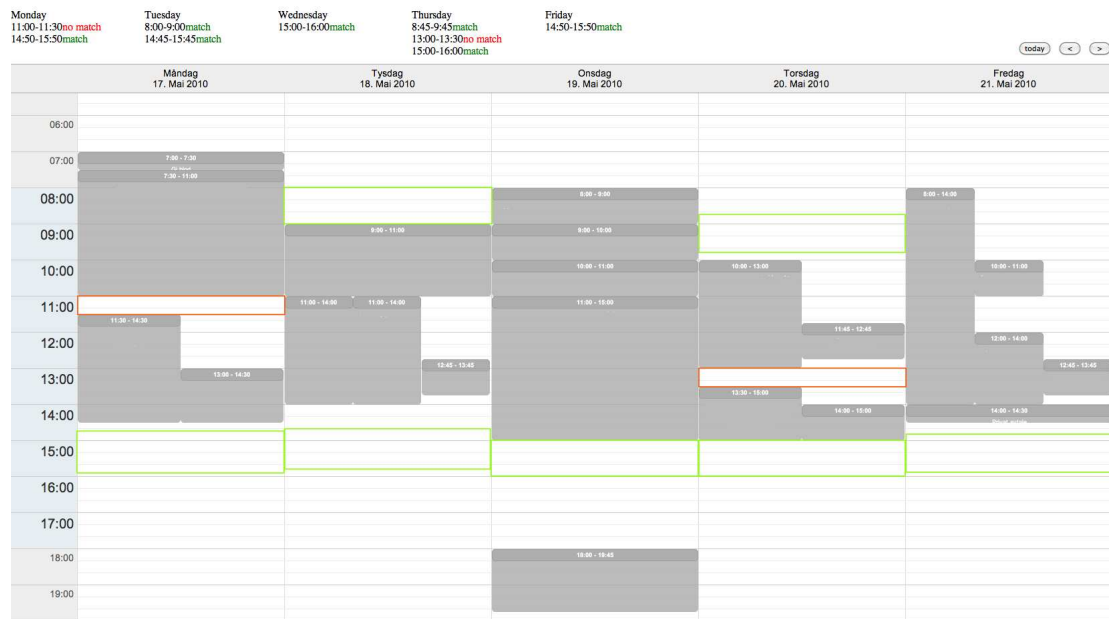 Monday
11:00-11:30no match
14:50-15:50match
Tuesday
8:00-9:00match
14:45-15:45match
Wednesday
15:00-16:00match
Thursday
8:45-9:45match
13:00-13:30no match
15:00-16:00match
Friday
14:50-15:50match
today < >
Måndag
17. Mai 2010
Tysdag
18. Mai 2010
Onsdag
19. Mai 2010
Torsdag
20. Mai 2010
Fredag
21. Mai 2010
06:00
07:00
08:00
09:00
10:00
11:00
12:00
13:00
14:00
15:00
16:00
17:00
18:00
19:00
7:00 - 7:30
7:30 - 11:00
11:30 - 14:30
13:00 - 14:30
9:00 - 11:00
11:00 - 14:00
11:00 - 14:00
12:45 - 13:45
8:00 - 9:00
9:00 - 10:00
10:00 - 11:00
11:00 - 15:00
18:00 - 19:45
10:00 - 13:00
11:45 - 12:45
13:30 - 15:00
14:00 - 15:00
8:00 - 14:00
10:00 - 11:00
12:00 - 14:00
12:45 - 13:45
14:00 - 14:30